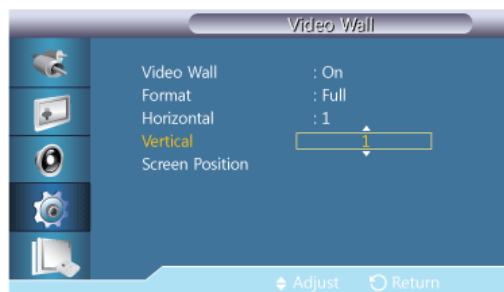 Video Wall
Video Wall : On
Format : Full
Horizontal : 1
Vertical 1
Screen Position
Adjust Return